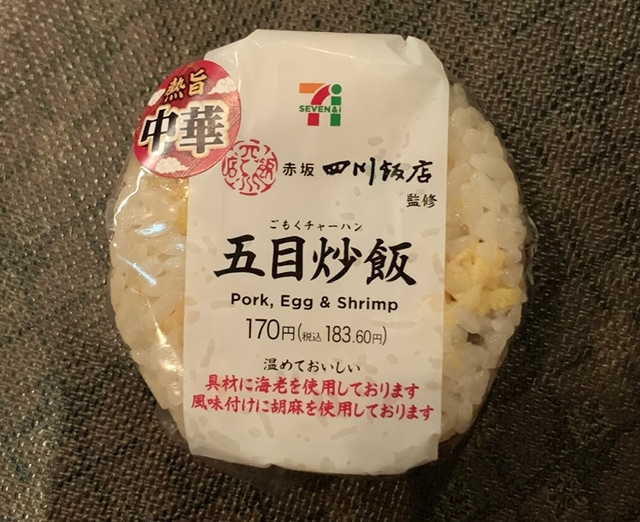 熱旨
中華
SEVEN&i
赤坂 四川飯店
監修
ごもくチャーハン
五目炒飯
Pork, Egg & Shrimp
170円(税込 183.60円)
温めておいしい
具材に海老を使用しております
風味付けに胡麻を使用しております